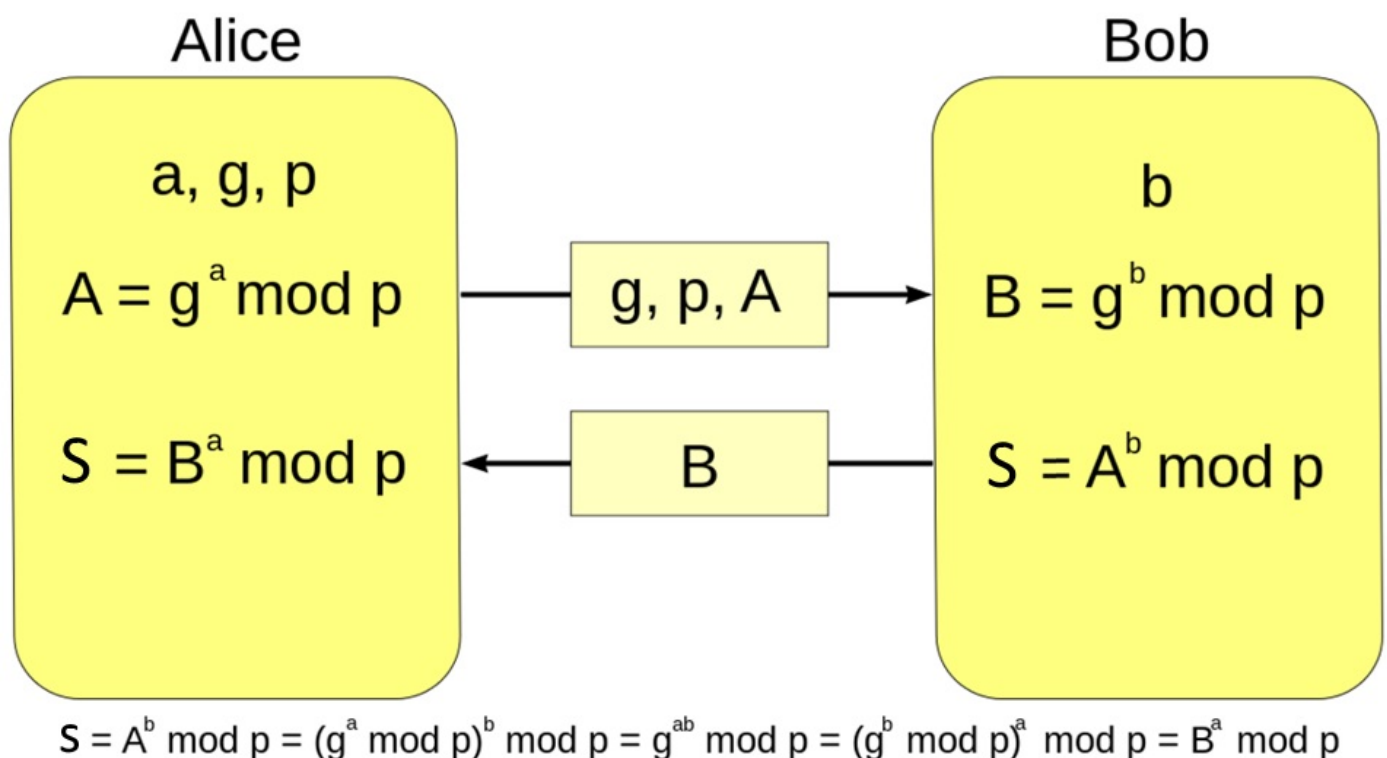 Alice
Bob
a, g, p
A = g^a mod p
S = B^a mod p
g, p, A
B
b
B = g^b mod p
S = A^b mod p
S = A^b mod p = (g^a mod p)^b mod p = g^ab mod p = (g^b mod p)^a mod p = B^a mod p